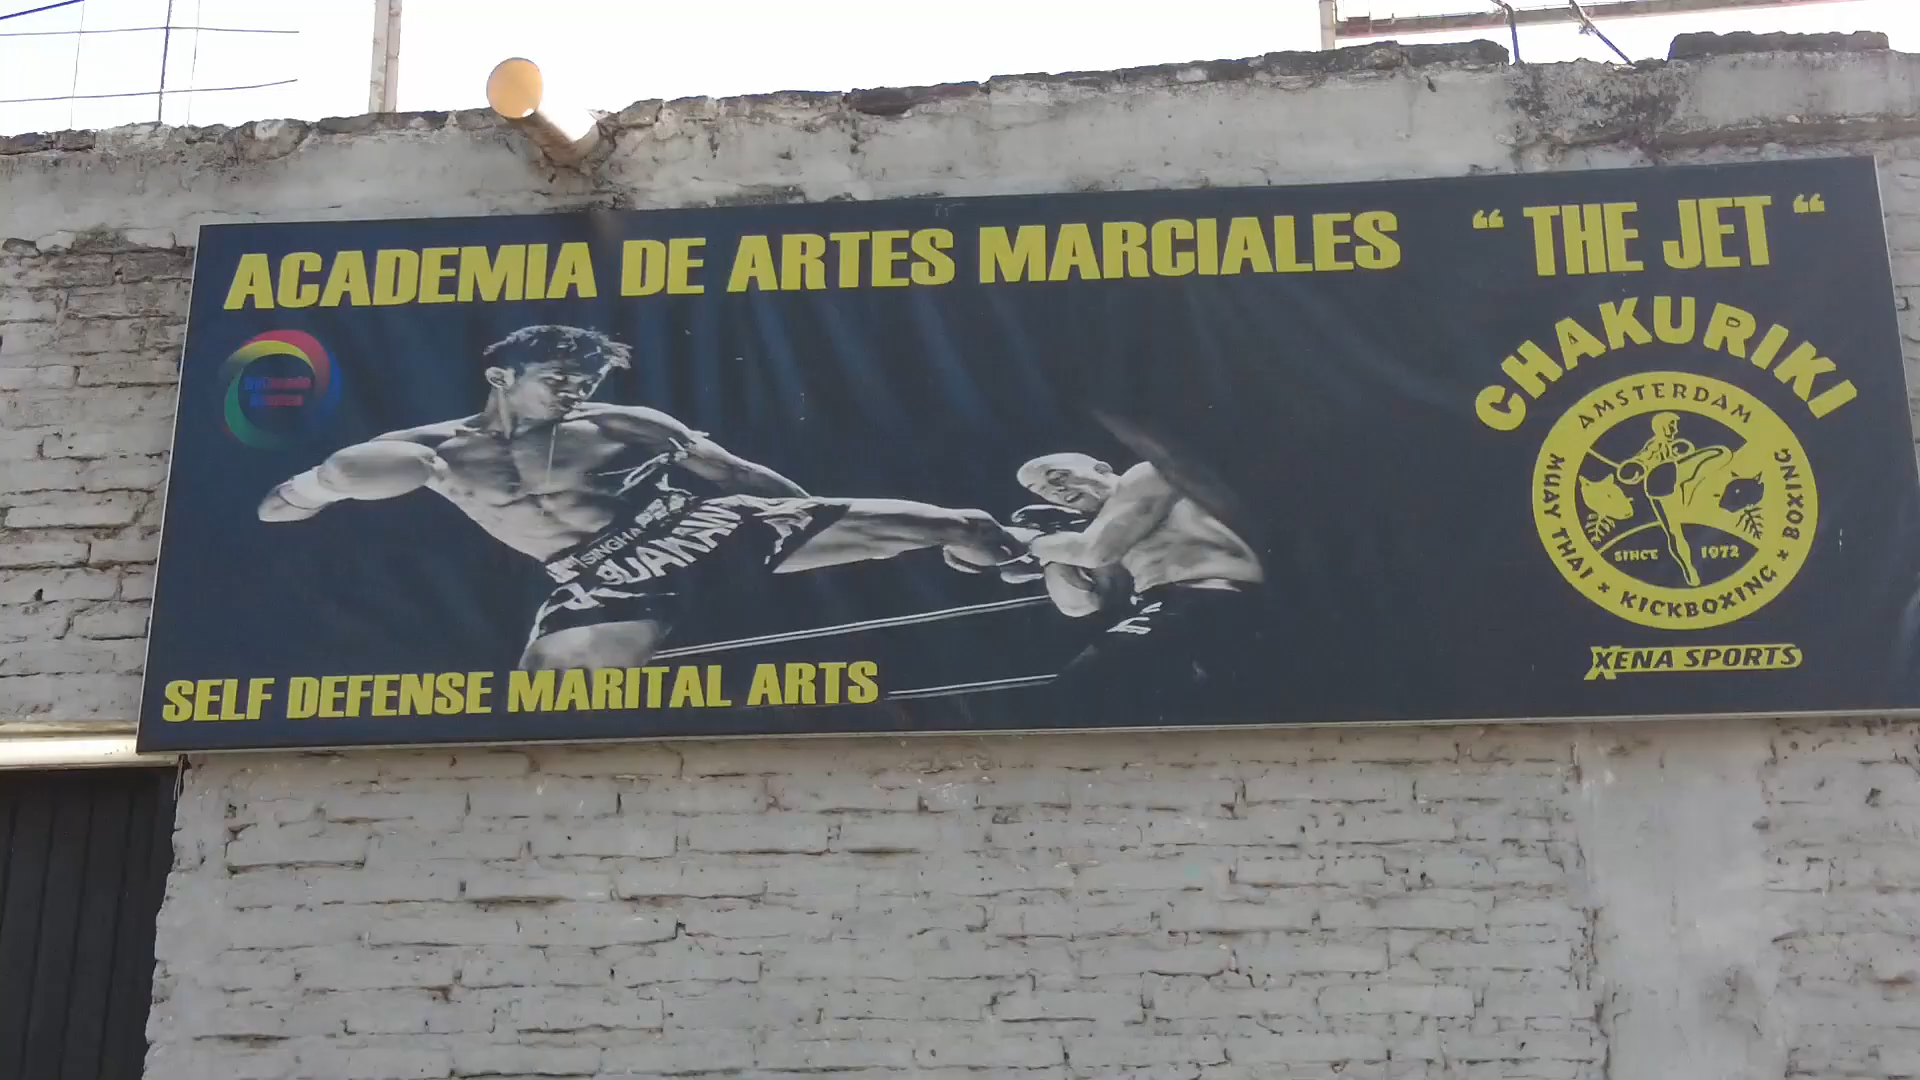 ACADEMIA DE ARTES MARCIALES “ THE JET “
CHAKURIKI
AMSTERDAM
MUAY THAI × KICKBOXING × BOXING
SINCE 1972
SINGHA
BUAKAW
SELF DEFENSE MARITAL ARTS
XENA SPORTS